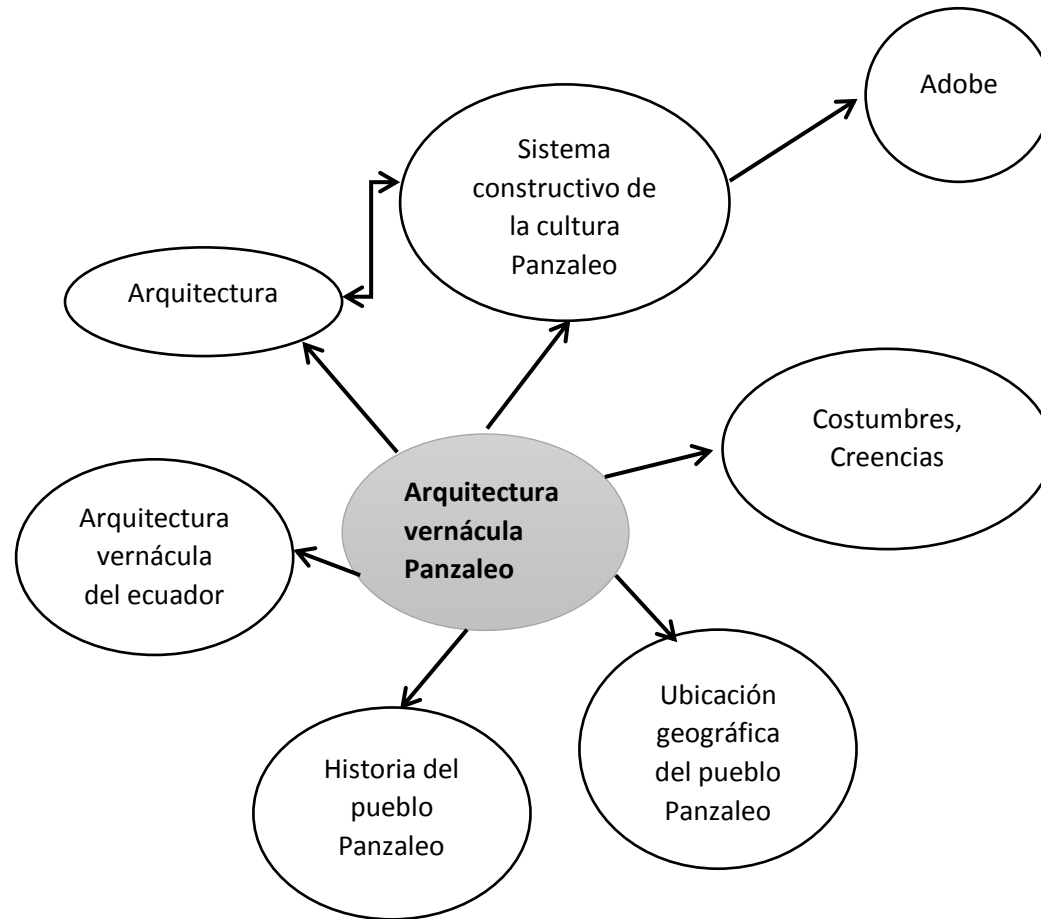 Adobe
Sistema
constructivo de
la cultura
Panzaleo
Arquitectura
Costumbres,
Creencias
Arquitectura
vernácula
Panzaleo
Arquitectura
vernácula
del ecuador
Ubicación
geográfica
del pueblo
Panzaleo
Historia del
pueblo
Panzaleo